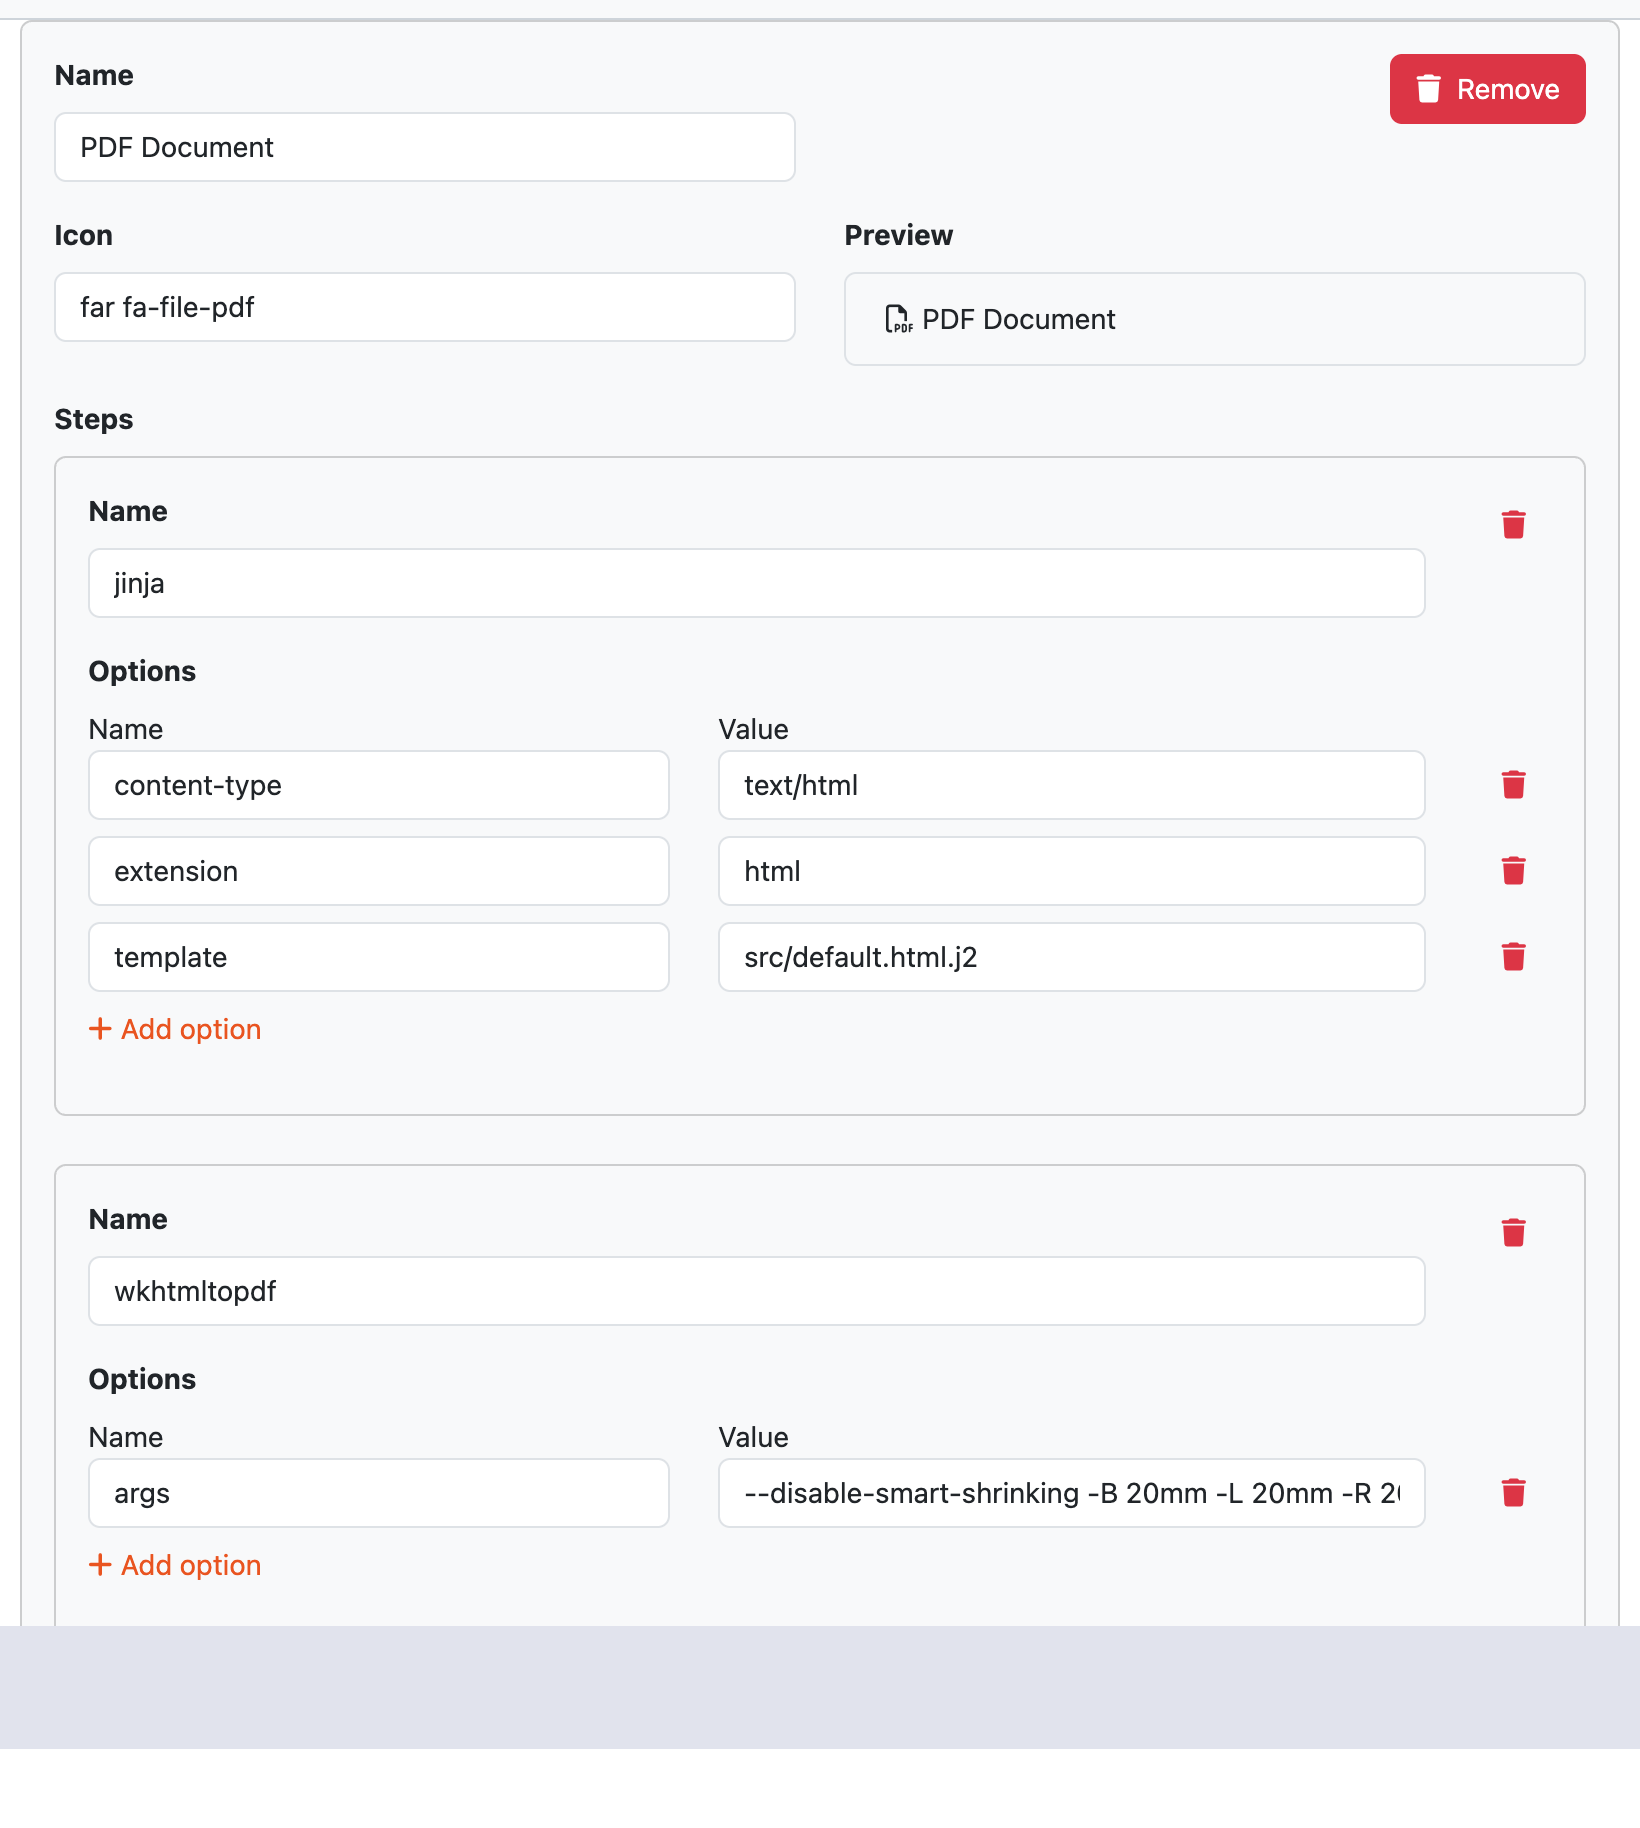 Name
Remove
PDF Document
Icon
Preview
far fa-file-pdf
PDF PDF Document
Steps
Name
jinja
Options
Name Value
content-type text/html
extension html
template src/default.html.j2
+ Add option
Name
wkhtmltopdf
Options
Name Value
args --disable-smart-shrinking -B 20mm -L 20mm -R
+ Add option